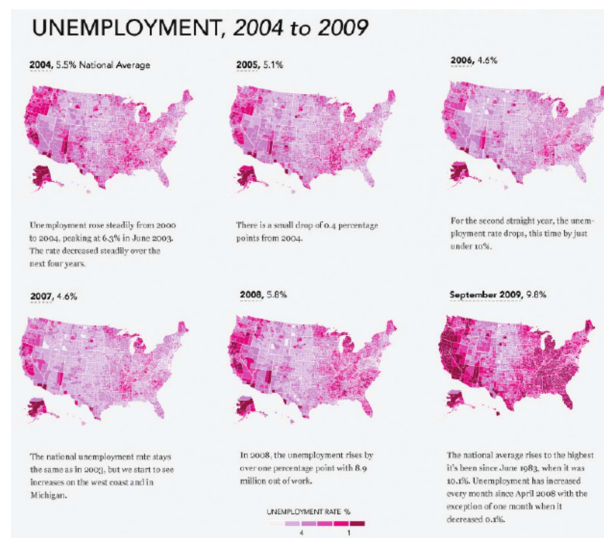 UNEMPLOYMENT, 2004 to 2009
2004, 5.5% National Average
Unemployment rose steadily from 2000
to 2004, peaking at 6.3% in June 2003.
The rate decreased steadily over the
next four years.
2005, 5.1%
There is a small drop of 0.4 percentage
points from 2004.
2006, 4.6%
For the second straight year, the unem-
ployment rate drops, this time by just
under 10%.
2007, 4.6%
The national unemployment rate stays
the same as in 2003, but we start to see
increases on the west coast and in
Michigan.
2008, 5.8%
In 2008, the unemployment rises by
over one percentage point with 8.9
million out of work.
September 2009, 9.8%
The national average rises to the highest
it's been since June 1983, when it was
10.1%. Unemployment has increased
every month since April 2008 with the
exception of one month when it
decreased 0.1%.
UNEMPLOYMENT RATE %
4 1